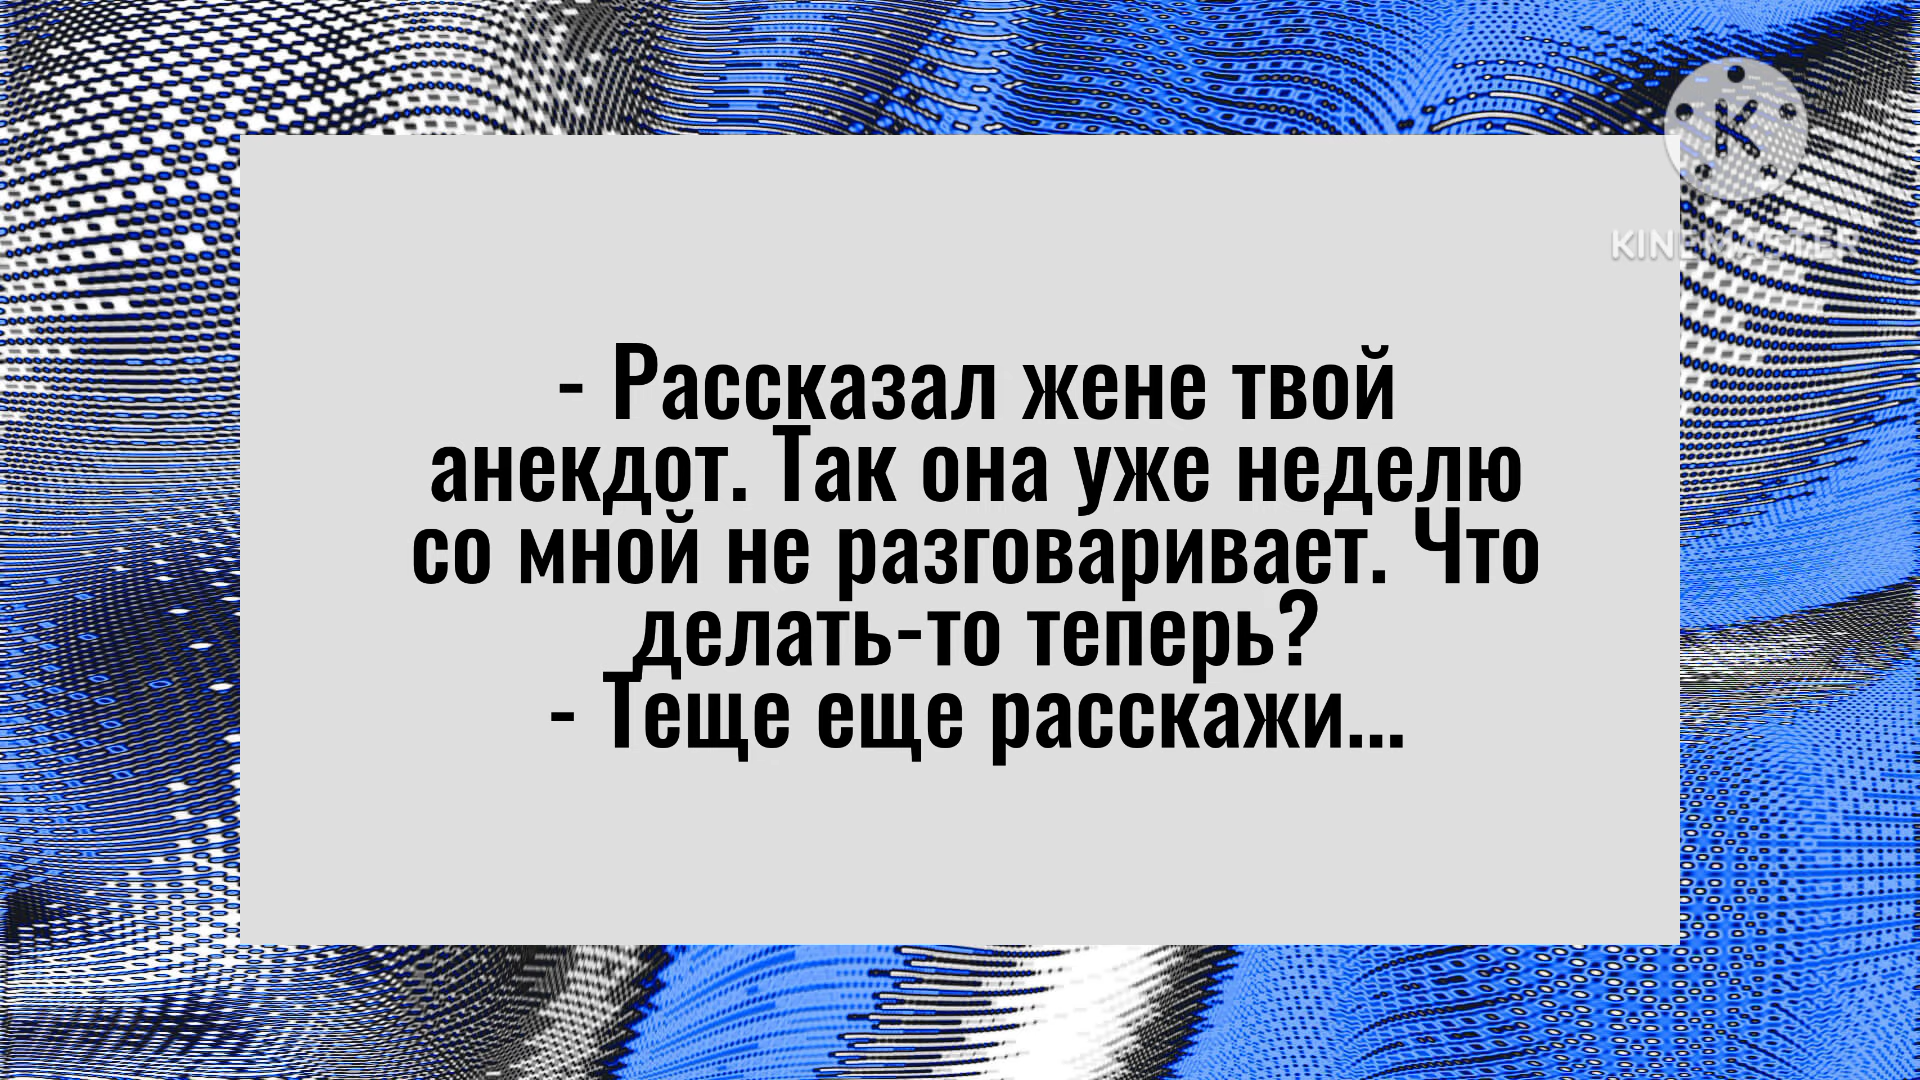 - Рассказал жене твой
анекдот. Так она уже неделю
со мной не разговаривает. Что
делать-то теперь?
- Теще еще расскажи...
K
KINEMASTER